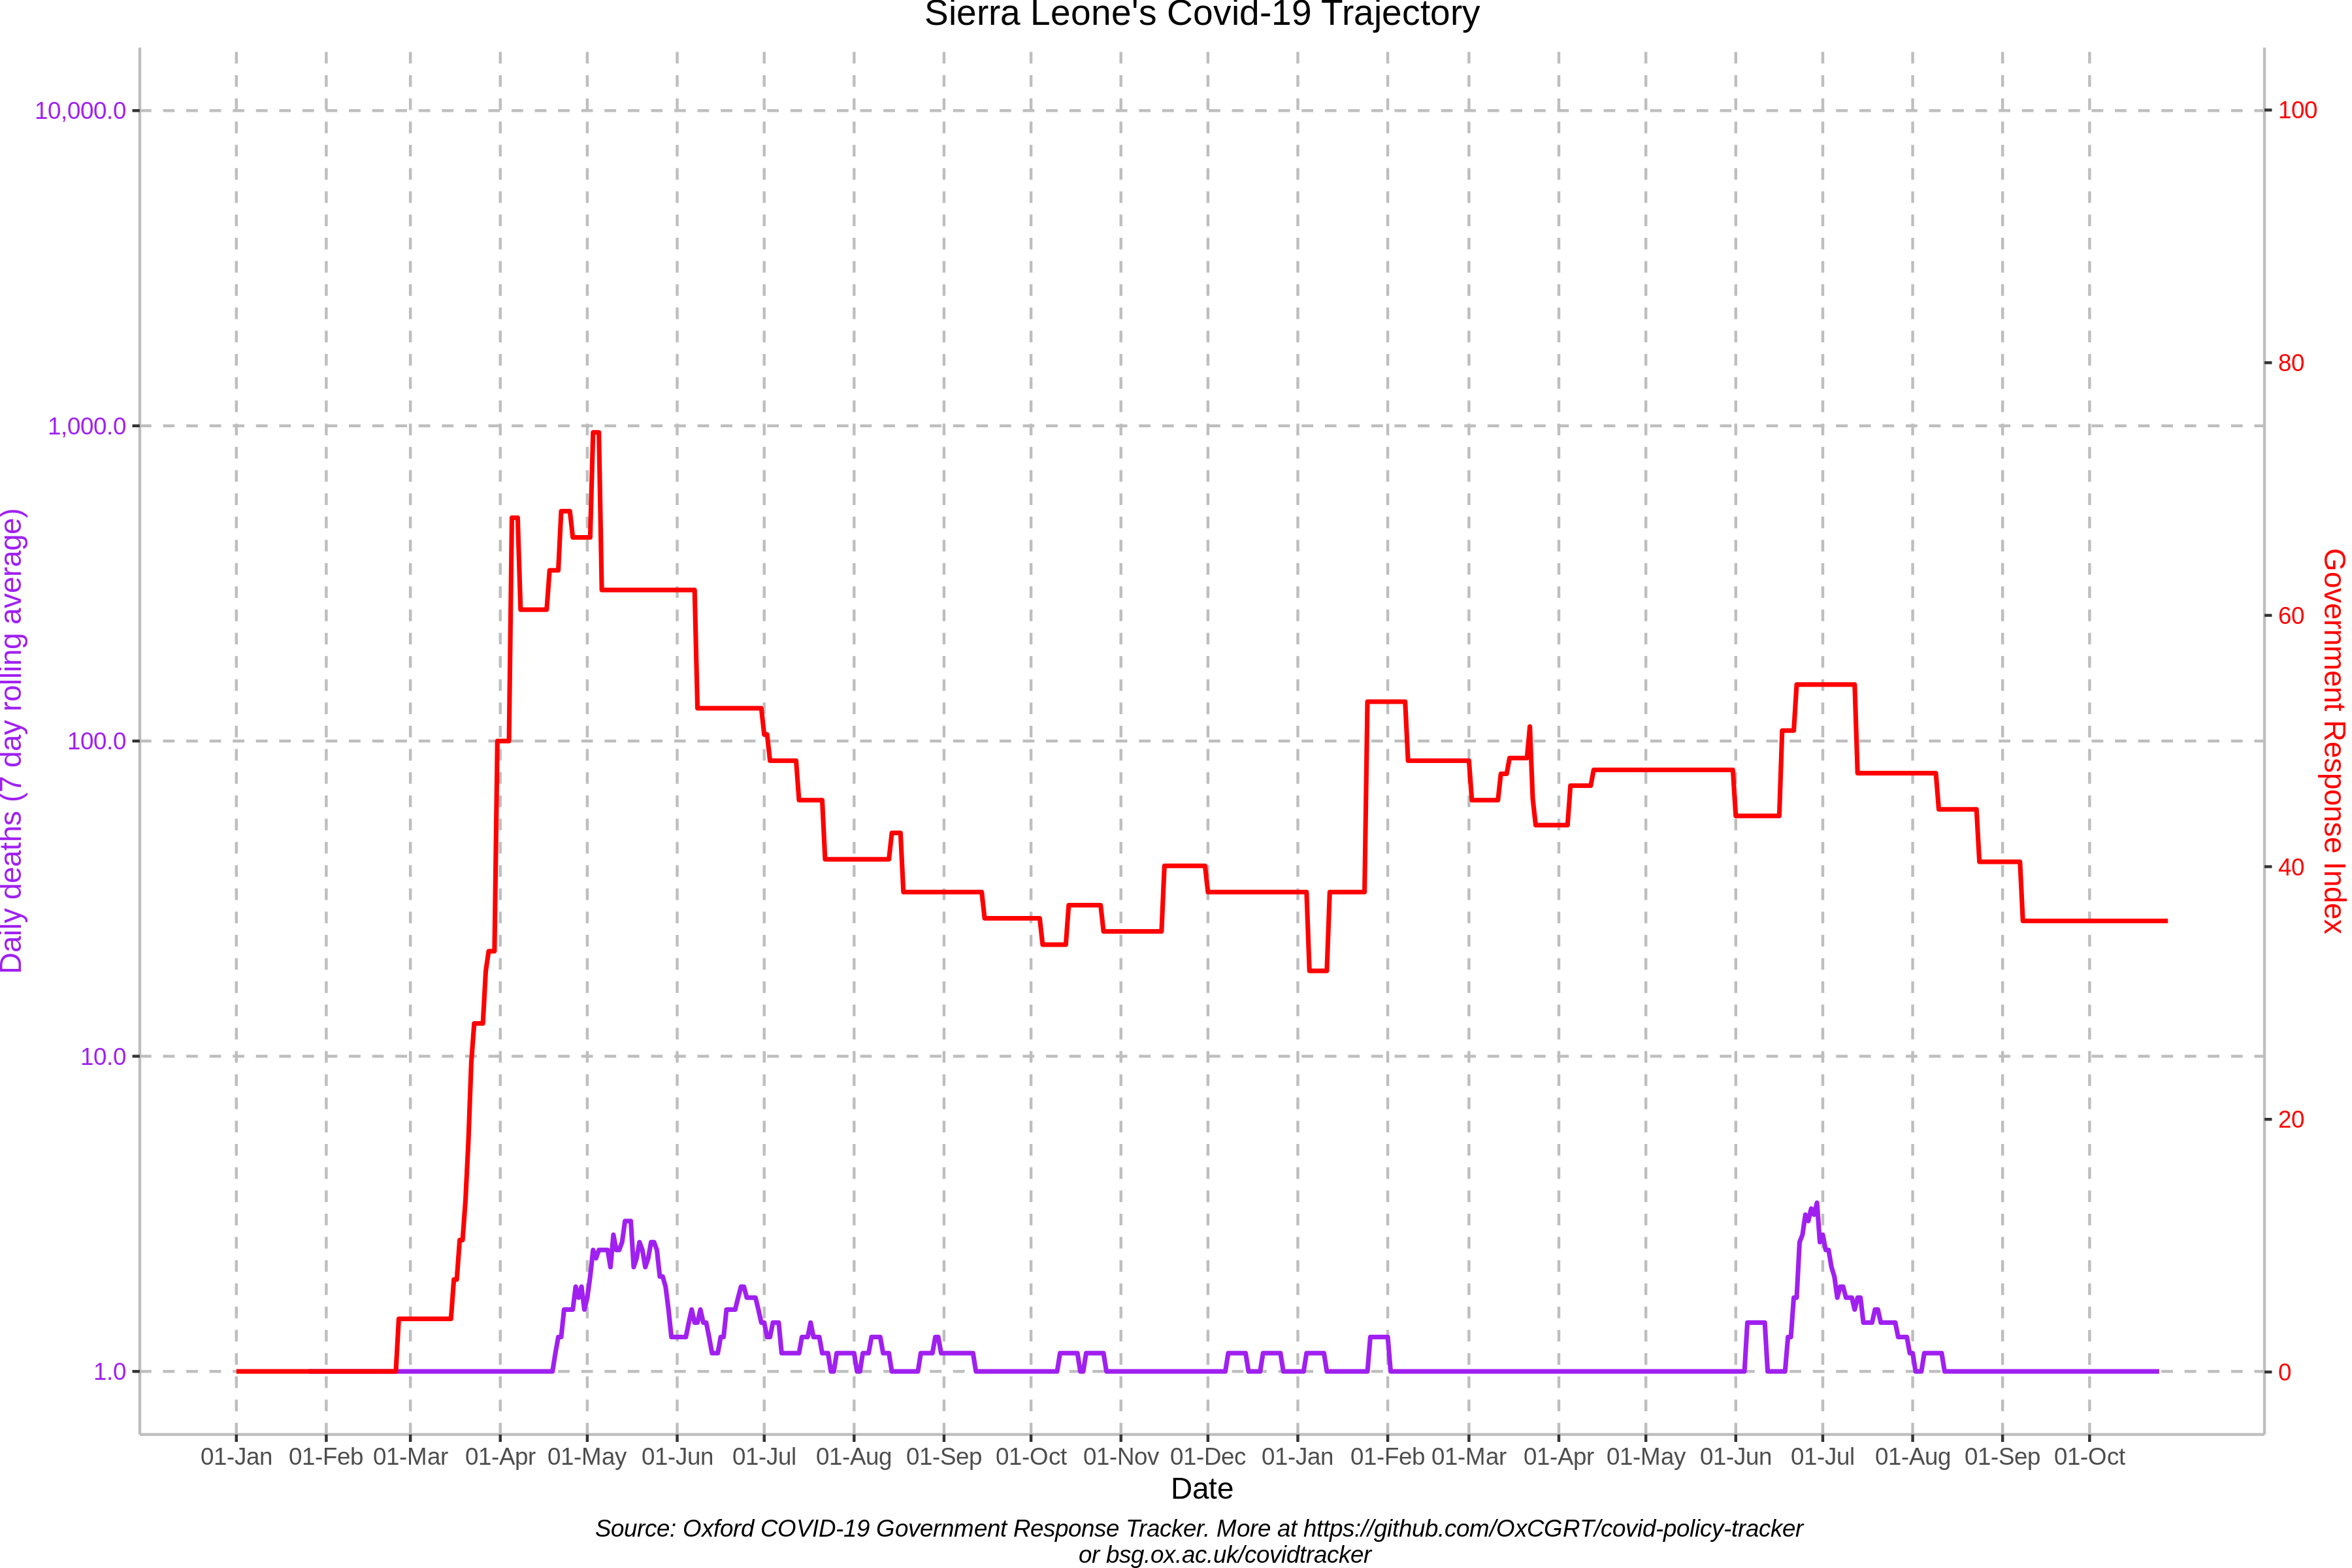 Sierra Leone's Covid-19 Trajectory
10,000.0
1,000.0
100.0
10.0
1.0
Daily deaths (7 day rolling average)
100
80
60
40
20
0
Government Response Index
01-Jan 01-Feb 01-Mar 01-Apr 01-May 01-Jun 01-Jul 01-Aug 01-Sep 01-Oct 01-Nov 01-Dec 01-Jan 01-Feb 01-Mar 01-Apr 01-May 01-Jun 01-Jul 01-Aug 01-Sep 01-Oct
Date
Source: Oxford COVID-19 Government Response Tracker. More at https://github.com/OxCGRT/covid-policy-tracker
or bsg.ox.ac.uk/covidtracker